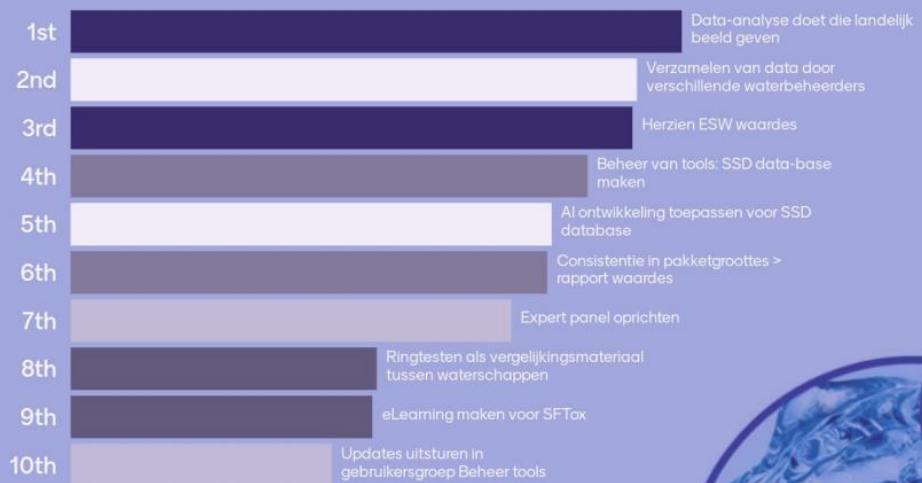 1st
Data-analyse doet die landelijk
beeld geven
2nd
Verzamelen van data door
verschillende waterbeheerders
3rd
Herzien ESW waardes
4th
Beheer van tools: SSD data-base
maken
5th
AI ontwikkeling toepassen voor SSD
database
6th
Consistentie in pakketgroottes >
rapport waardes
7th
Expert panel oprichten
8th
Ringtesten als vergelijkingsmateriaal
tussen waterschappen
9th
eLearning maken voor SFTox
10th
Updates uitsturen in
gebruikersgroep Beheer tools